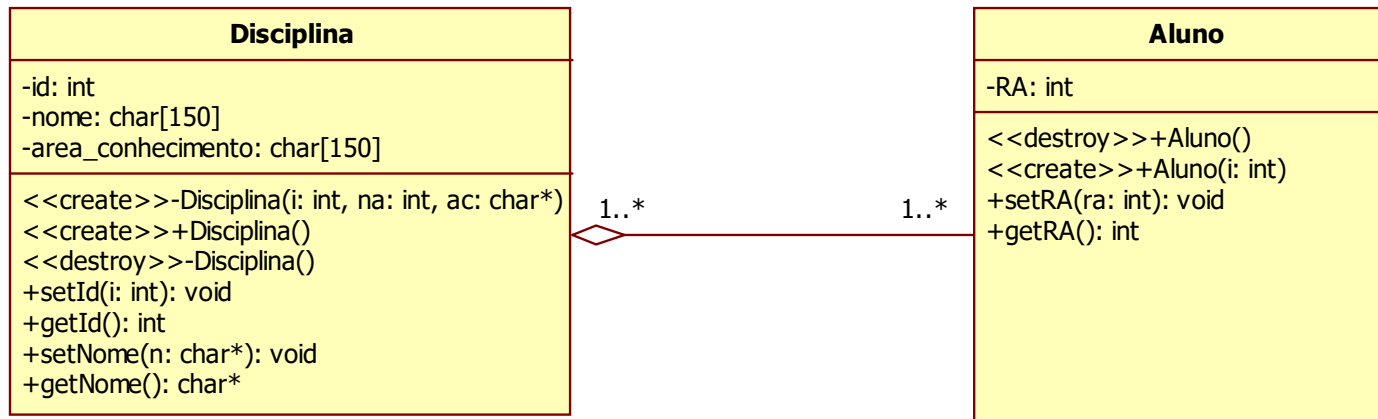 Disciplina
-id: int
-nome: char[150]
-area_conhecimento: char[150]
<<create>>-Disciplina(i: int, na: int, ac: char*)
<<create>>+Disciplina()
<<destroy>>-Disciplina()
+setId(i: int): void
+getId(): int
+setNome(n: char*): void
+getNome(): char*
1..*
1..*
Aluno
-RA: int
<<destroy>>+Aluno()
<<create>>+Aluno(i: int)
+setRA(ra: int): void
+getRA(): int